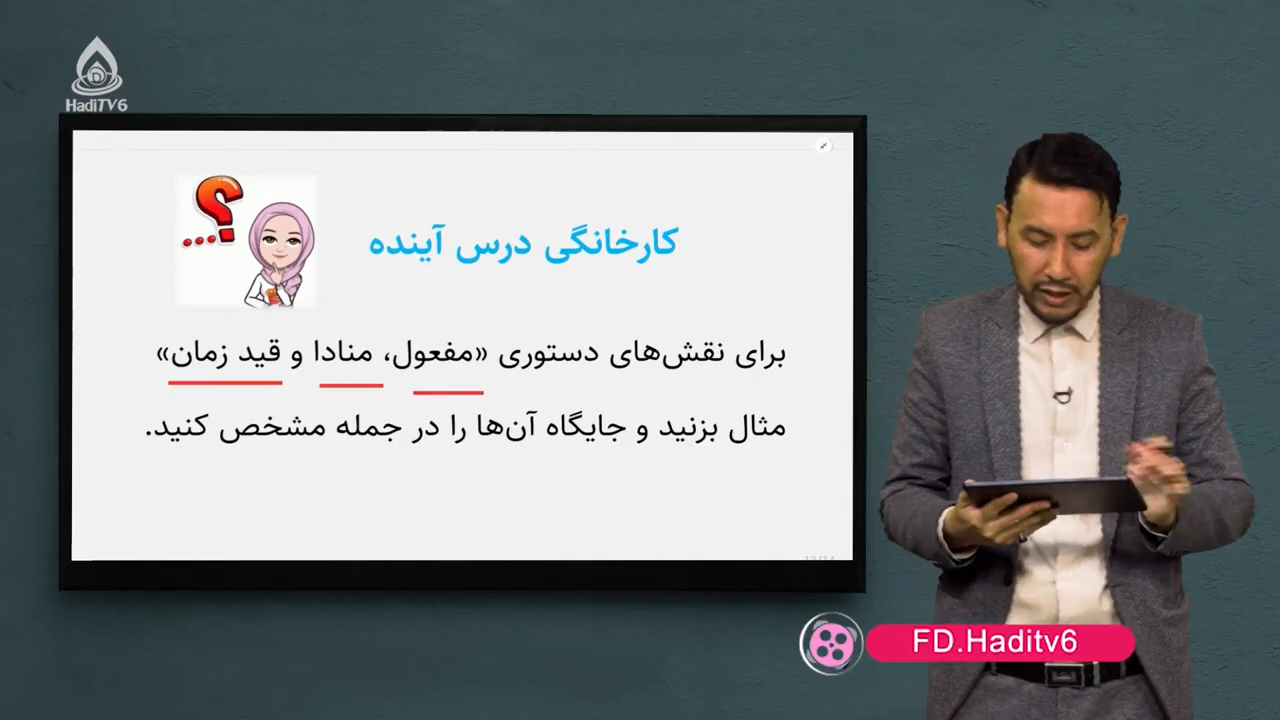 HadiTV6
کارخانگی درس آینده
برای نقش‌های دستوری «مفعول، منادا و قید زمان»
مثال بزنید و جایگاه آن‌ها را در جمله مشخص کنید.
FD.Haditv6